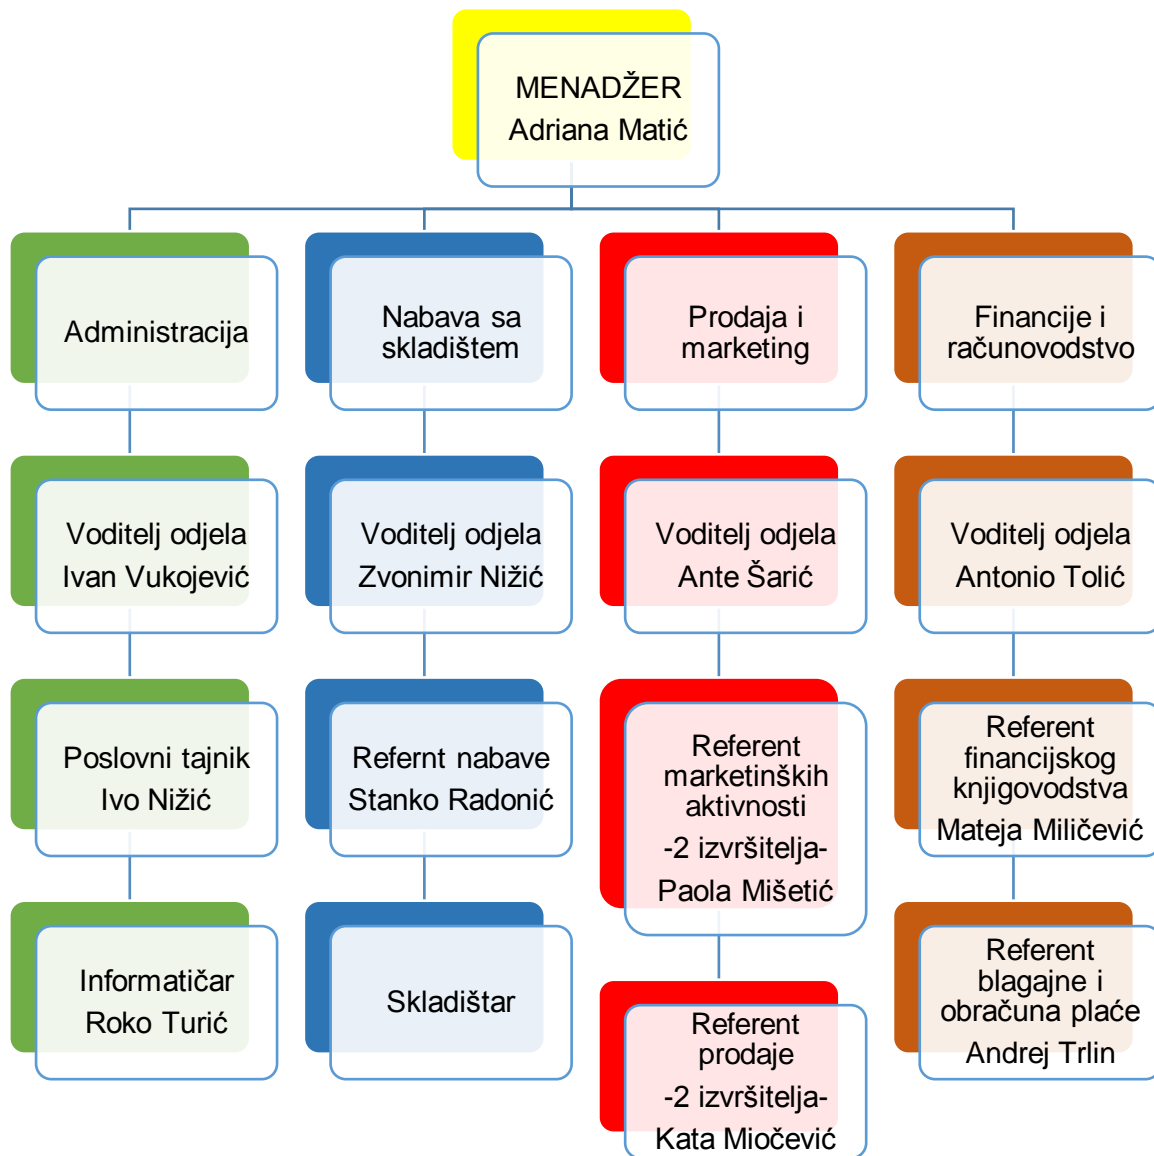 MENADŽER
Adriana Matić
Administracija
Nabava sa
skladištem
Prodaja i
marketing
Financije i
računovodstvo
Voditelj odjela
Ivan Vukojević
Voditelj odjela
Zvonimir Nižić
Voditelj odjela
Ante Šarić
Voditelj odjela
Antonio Tolić
Poslovni tajnik
Ivo Nižić
Refernt nabave
Stanko Radonić
Referent
marketinških
aktivnosti
-2 izvršitelja-
Paola Mišetić
Referent
financijskog
knjigovodstva
Mateja Miličević
Informatičar
Roko Turić
Skladištar
Referent
prodaje
-2 izvršitelja-
Kata Miočević
Referent
blagajne i
obračuna plaće
Andrej Trlin